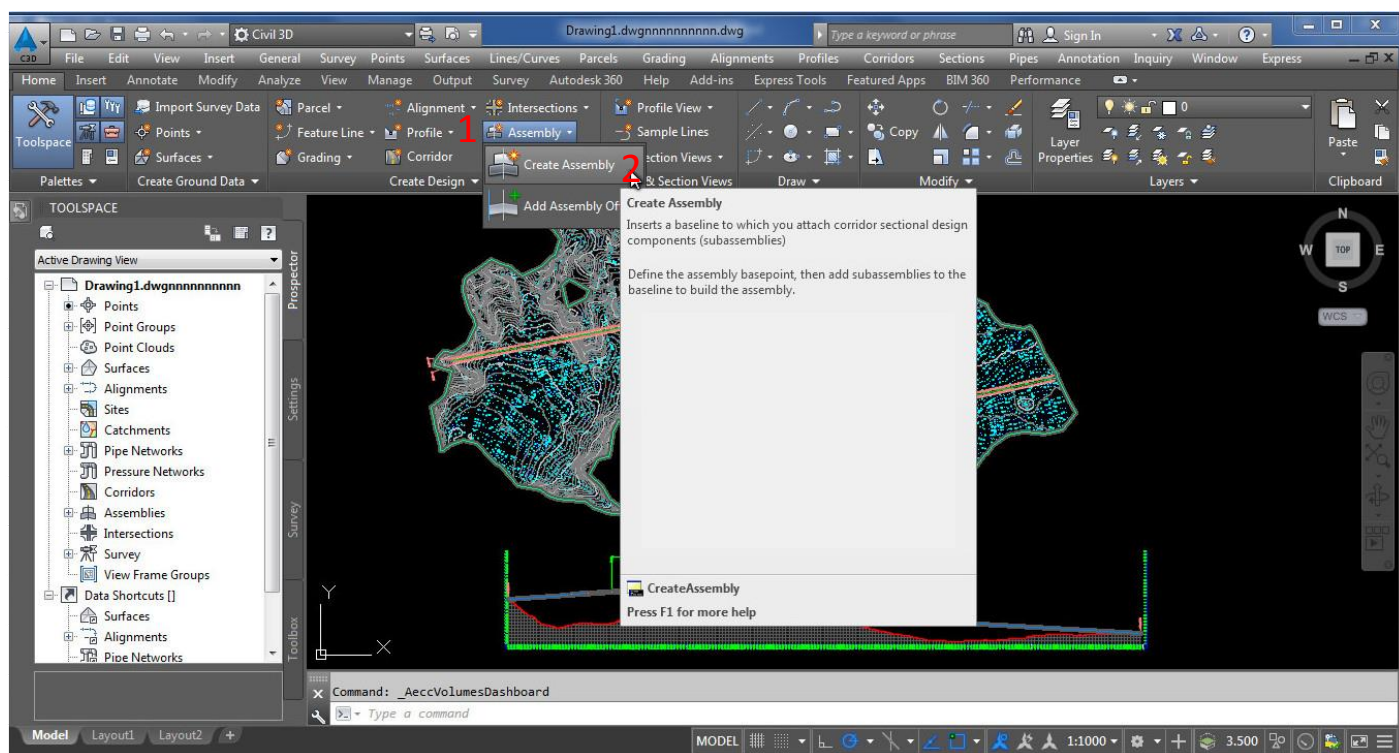 Civil 3D
Drawing1.dwgnnnnnnnnnn.dwg
Type a keyword or phrase
Sign In
C3D
File Edit View Insert General Survey Points Surfaces Lines/Curves Parcels Grading Alignments Profiles Corridors Sections Pipes Annotation Inquiry Window Express
Home Insert Annotate Modify Analyze View Manage Output Survey Autodesk 360 Help Add-ins Express Tools Featured Apps BIM 360 Performance
Toolspace
Import Survey Data
Points
Surfaces
Parcel
Feature Line
Grading
Alignment
Profile
Corridor
1
Intersections
Assembly
Profile View
Sample Lines
ection Views
Copy
Layer
Properties
0
Paste
Palettes
Create Ground Data
Create Design
& Section Views
Draw
Modify
Layers
Clipboard
Create Assembly
2
Add Assembly Of
Create Assembly
Inserts a baseline to which you attach corridor sectional design
components (subassemblies)
Define the assembly basepoint, then add subassemblies to the
baseline to build the assembly.
CreateAssembly
Press F1 for more help
TOOLSPACE
Active Drawing View
Drawing1.dwgnnnnnnnnnn
Points
Point Groups
Point Clouds
Surfaces
Alignments
Sites
Catchments
Pipe Networks
Pressure Networks
Corridors
Assemblies
Intersections
Survey
View Frame Groups
Data Shortcuts []
Surfaces
Alignments
Pipe Networks
Prospector
Settings
Survey
Toolbox
N
W
TOP
E
S
WCS
Y
X
Command: _AeccVolumesDashboard
Type a command
Model Layout1 Layout2 +
MODEL
1:1000
3.500